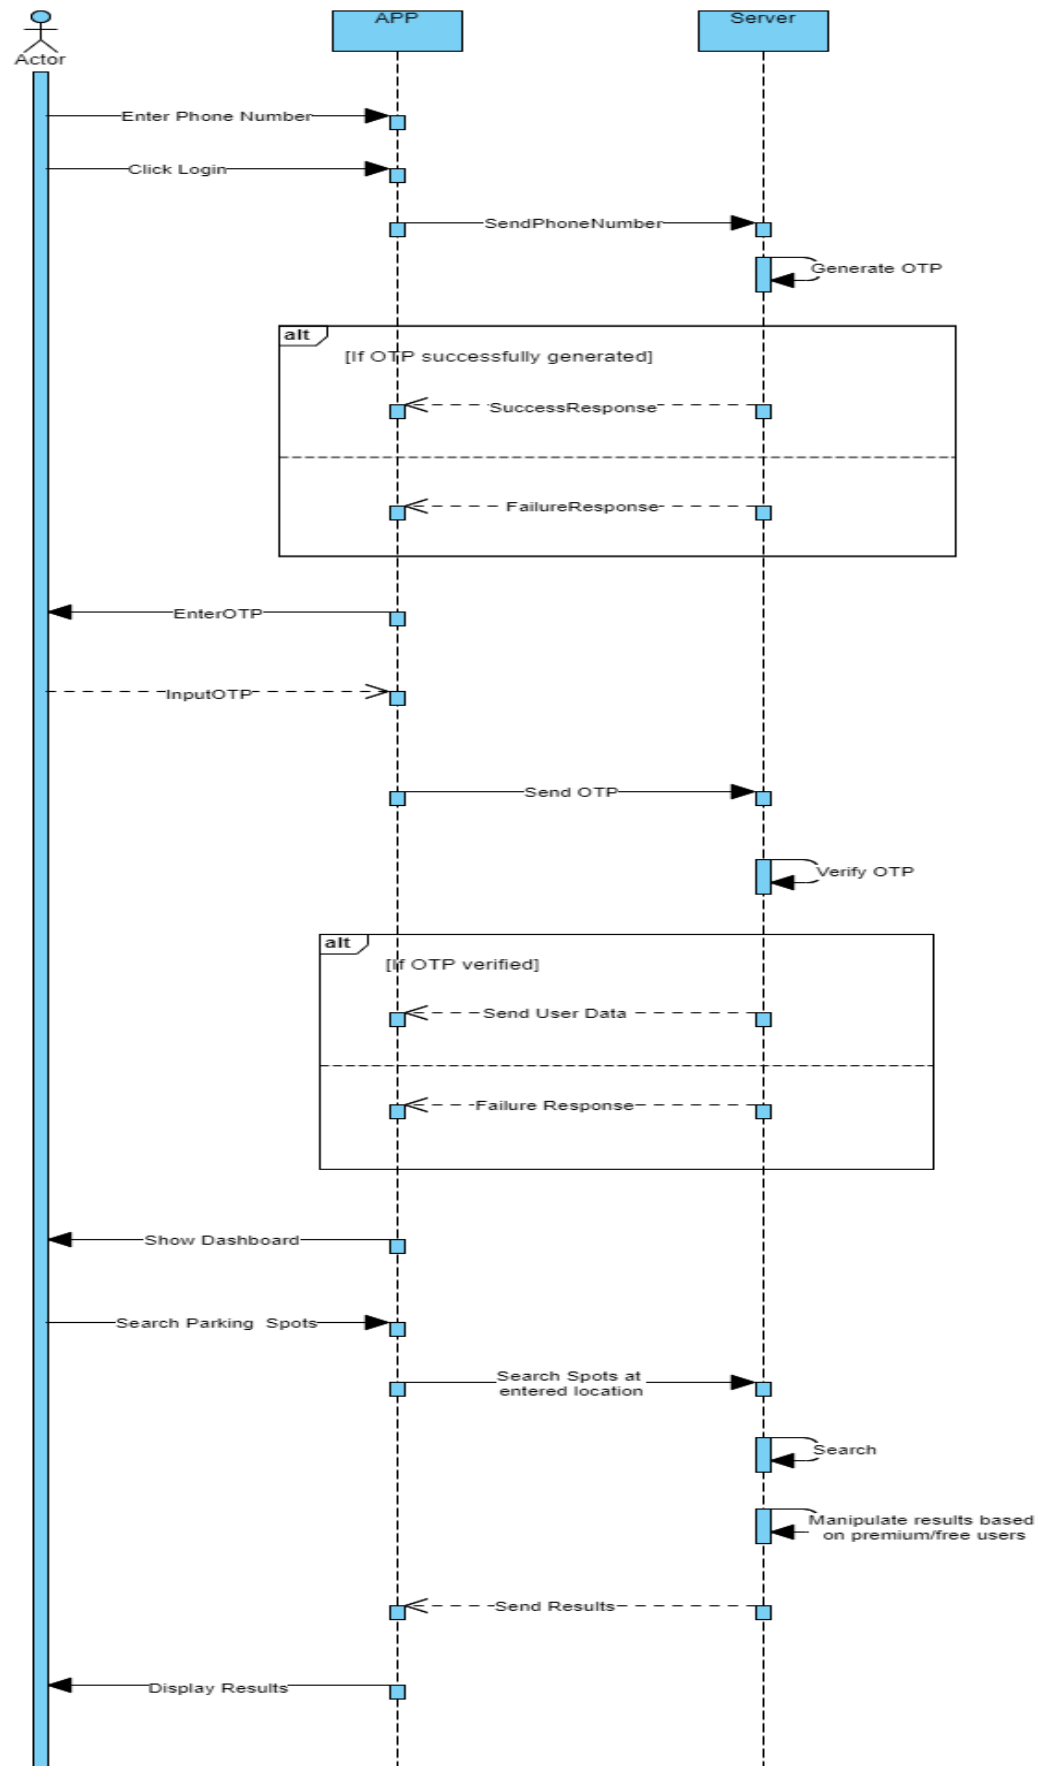 APP
Server
Actor
Enter Phone Number
Click Login
SendPhoneNumber
Generate OTP
alt
[If OTP successfully generated]
SuccessResponse
FailureResponse
EnterOTP
InputOTP
Send OTP
Verify OTP
alt
[If OTP verified]
Send User Data
Failure Response
Show Dashboard
Search Parking Spots
Search Spots at
entered location
Search
Manipulate results based
on premium/free users
Send Results
Display Results